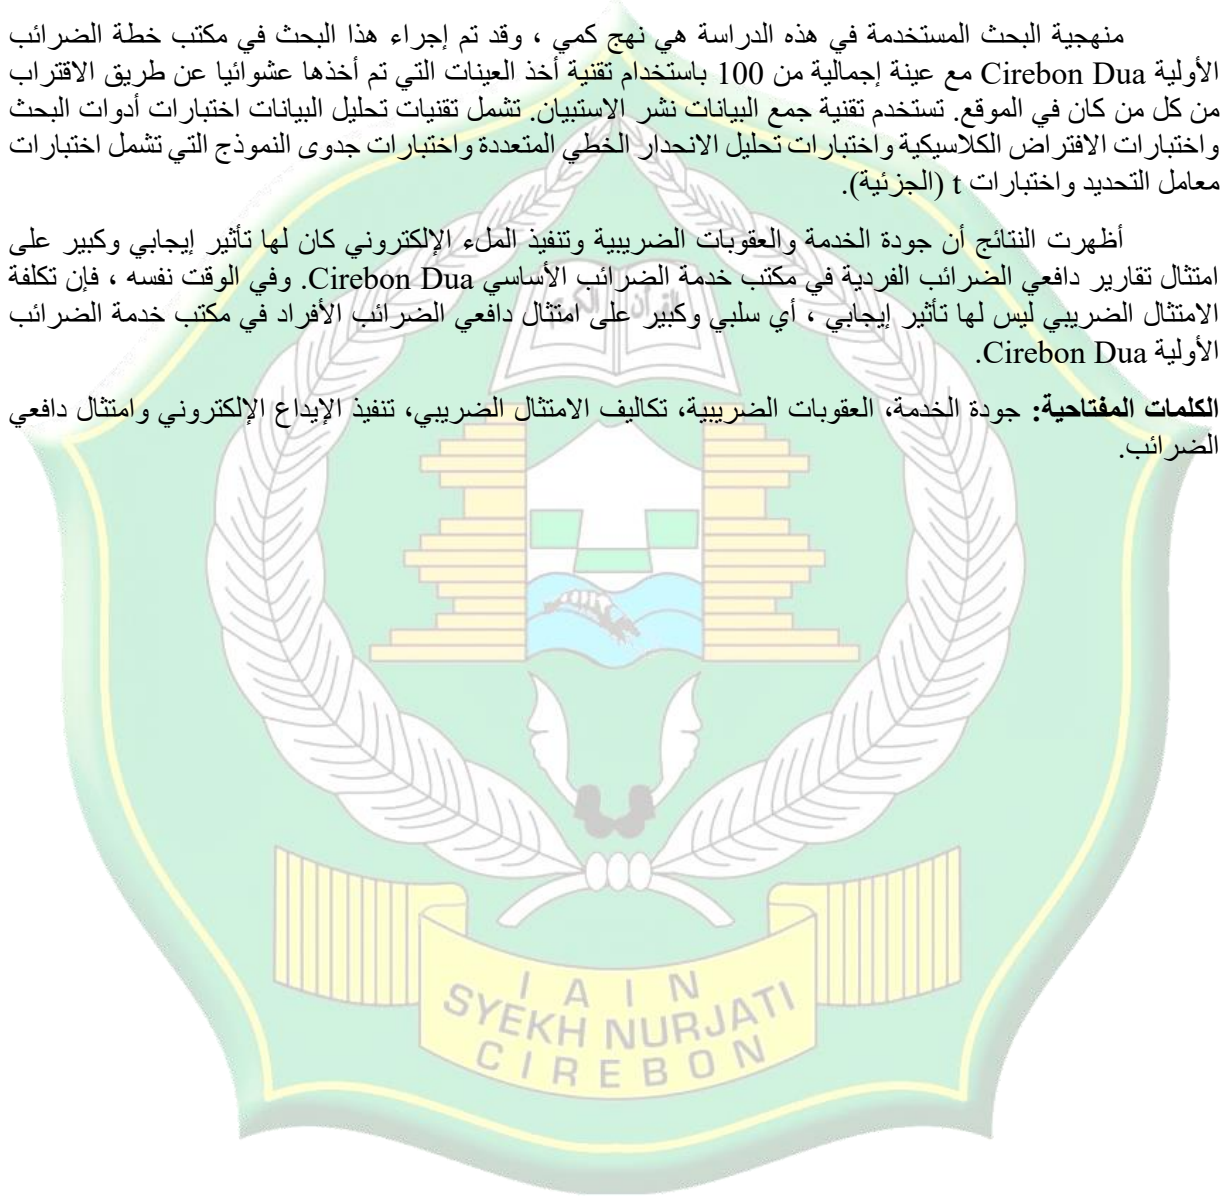 منهجية البحث المستخدمة في هذه الدراسة هي نهج كمي ، وقد تم إجراء هذا البحث في مكتب خطة الضرائب
الأولية Cirebon Dua مع عينة إجمالية من 100 باستخدام تقنية أخذ العينات التي تم أخذها عشوائيا عن طريق الاقتراب
من كل من كان في الموقع. تستخدم تقنية جمع البيانات نشر الاستبيان. تشمل تقنيات تحليل البيانات اختبارات أدوات البحث
واختبارات الافتراض الكلاسيكية واختبارات تحليل الانحدار الخطي المتعددة واختبارات جدوى النموذج التي تشمل اختبارات
معامل التحديد واختبارات t (الجزئية).
أظهرت النتائج أن جودة الخدمة والعقوبات الضريبية وتنفيذ الملء الإلكتروني كان لها تأثير إيجابي وكبير على
امتثال تقارير دافعي الضرائب الفردية في مكتب خدمة الضرائب الأساسي Cirebon Dua. وفي الوقت نفسه ، فإن تكلفة
الامتثال الضريبي ليس لها تأثير إيجابي ، أي سلبي وكبير على امتثال دافعي الضرائب الأفراد في مكتب خدمة الضرائب
الأولية Cirebon Dua.
الكلمات المفتاحية: جودة الخدمة، العقوبات الضريبية، تكاليف الامتثال الضريبي، تنفيذ الإيداع الإلكتروني وامتثال دافعي
الضرائب.
IAIN
SYEKH NURJATI
CIREBON